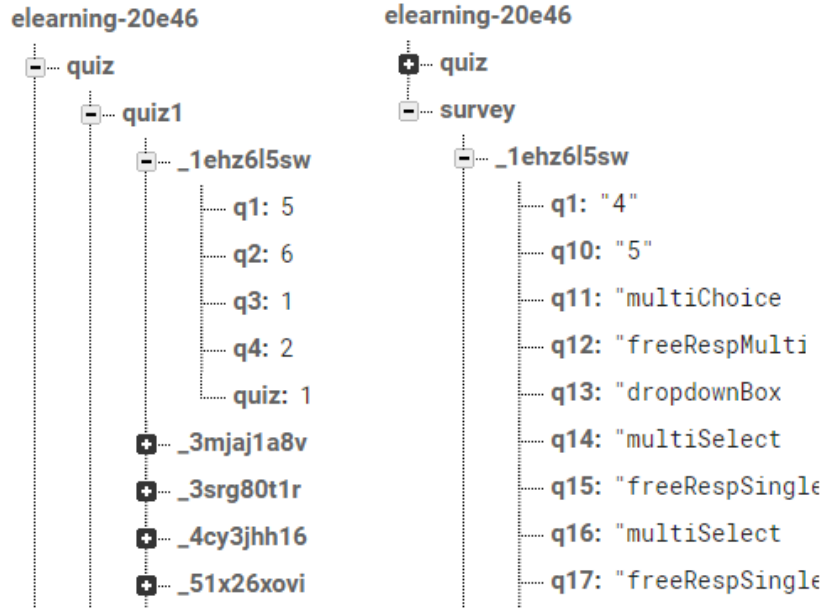 elearning-20e46
quiz
quiz1
_1ehz6l5sw
q1: 5
q2: 6
q3: 1
q4: 2
quiz: 1
_3mjaj1a8v
_3srg80t1r
_4cy3jhh16
_51x26xovi
elearning-20e46
quiz
survey
_1ehz6l5sw
q1: "4"
q10: "5"
q11: "multiChoice
q12: "freeRespMulti
q13: "dropdownBox
q14: "multiSelect
q15: "freeRespSingle
q16: "multiSelect
q17: "freeRespSingle